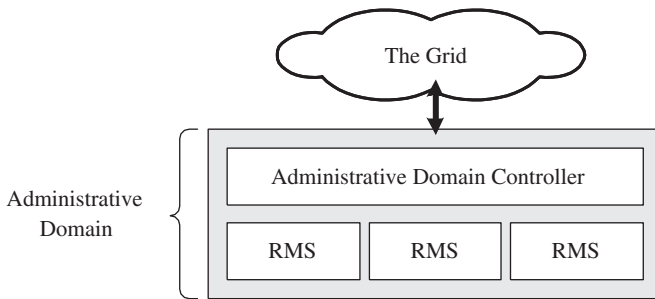 The Grid
Administrative Domain Controller
Administrative
Domain
RMS
RMS
RMS